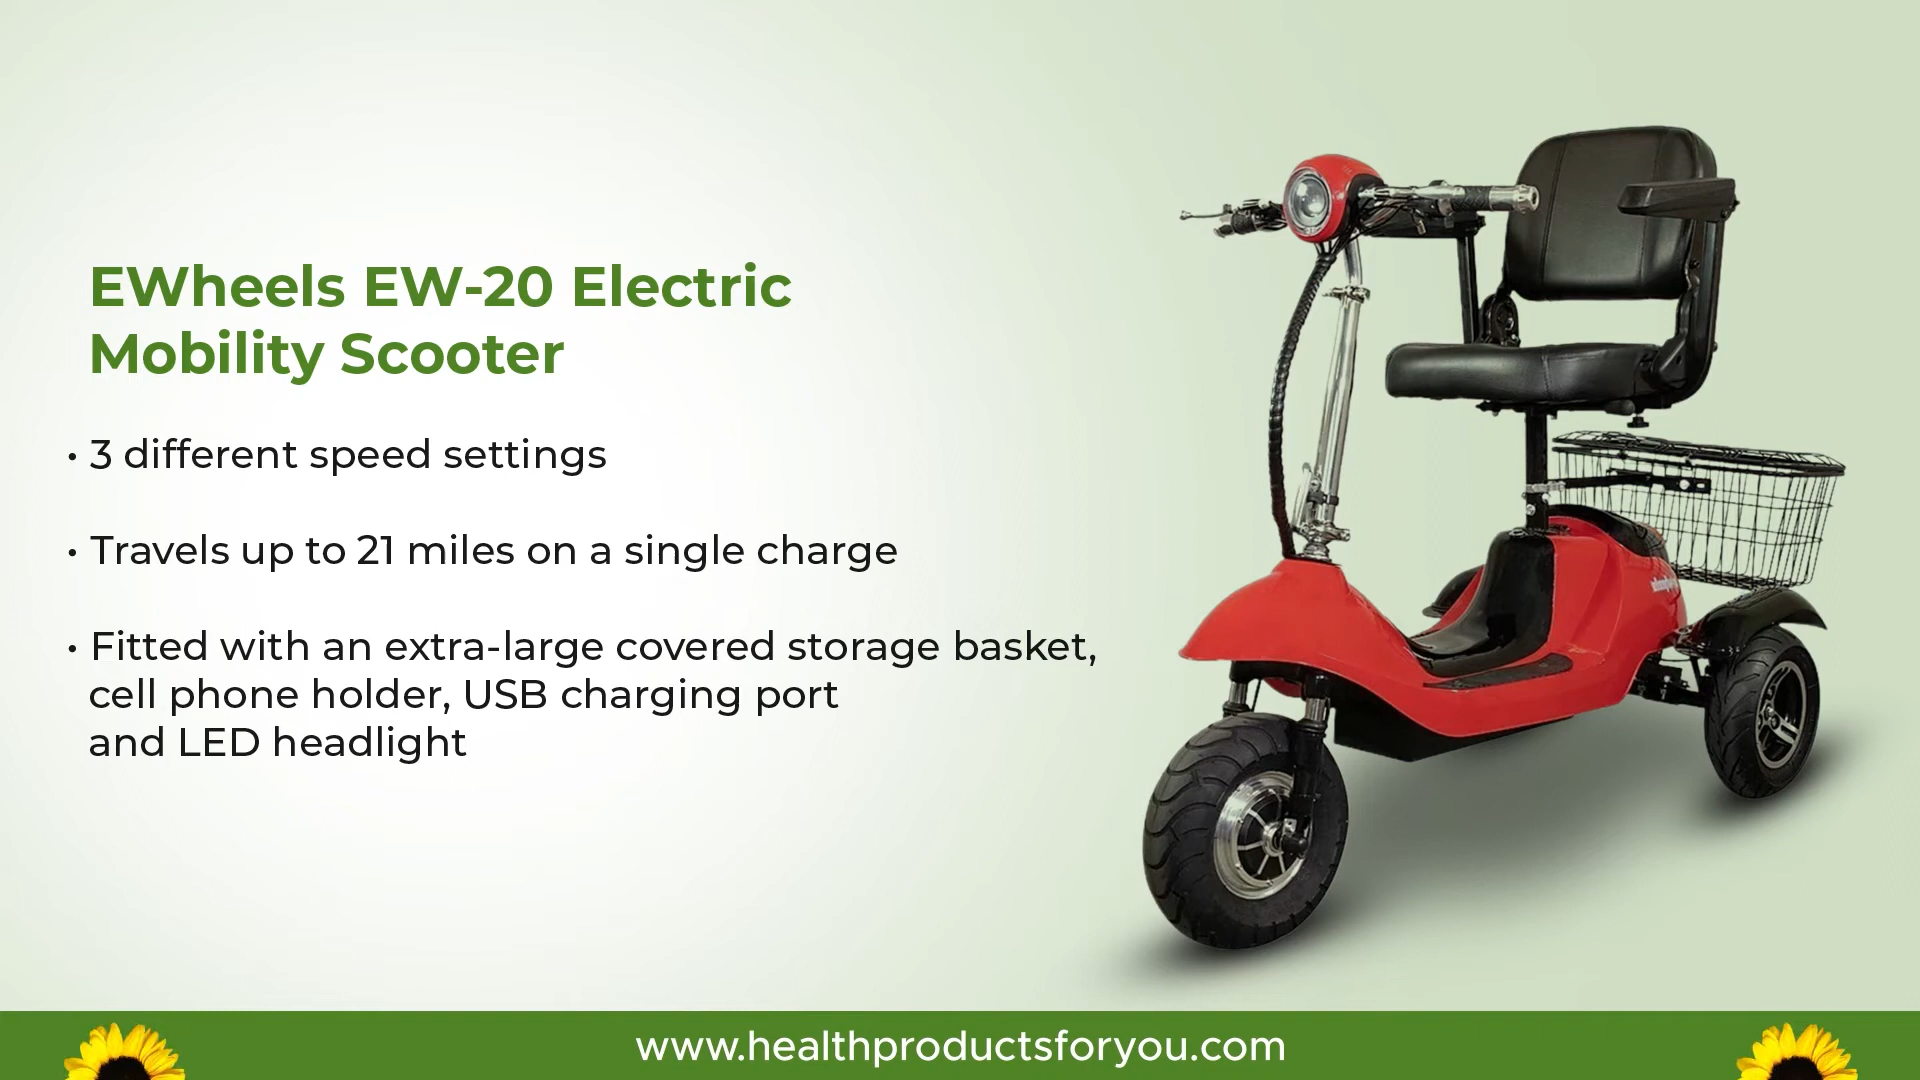 EWheels EW-20 Electric
Mobility Scooter
• 3 different speed settings
• Travels up to 21 miles on a single charge
• Fitted with an extra-large covered storage basket,
cell phone holder, USB charging port
and LED headlight
www.healthproductsforyou.com